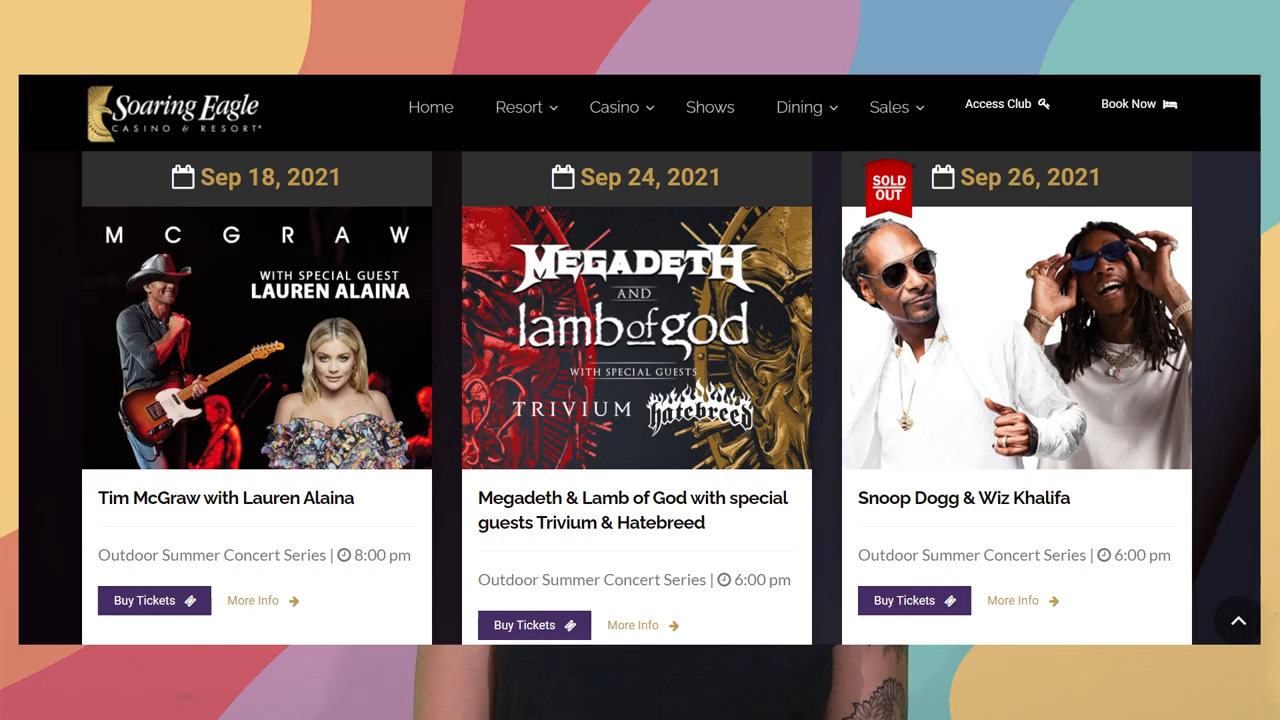 Soaring Eagle
CASINO & RESORT
Home
Resort
Casino
Shows
Dining
Sales
Access Club
Book Now
Sep 18, 2021
MCGRAW
WITH SPECIAL GUEST
LAUREN ALAINA
Tim McGraw with Lauren Alaina
Outdoor Summer Concert Series | 8:00 pm
Buy Tickets
More Info
Sep 24, 2021
MEGADETH
AND
lamb of god
WITH SPECIAL GUESTS
TRIVIUM
hatebreed
Megadeth & Lamb of God with special
guests Trivium & Hatebreed
Outdoor Summer Concert Series | 6:00 pm
Buy Tickets
More Info
SOLD
OUT
Sep 26, 2021
Snoop Dogg & Wiz Khalifa
Outdoor Summer Concert Series | 6:00 pm
Buy Tickets
More Info